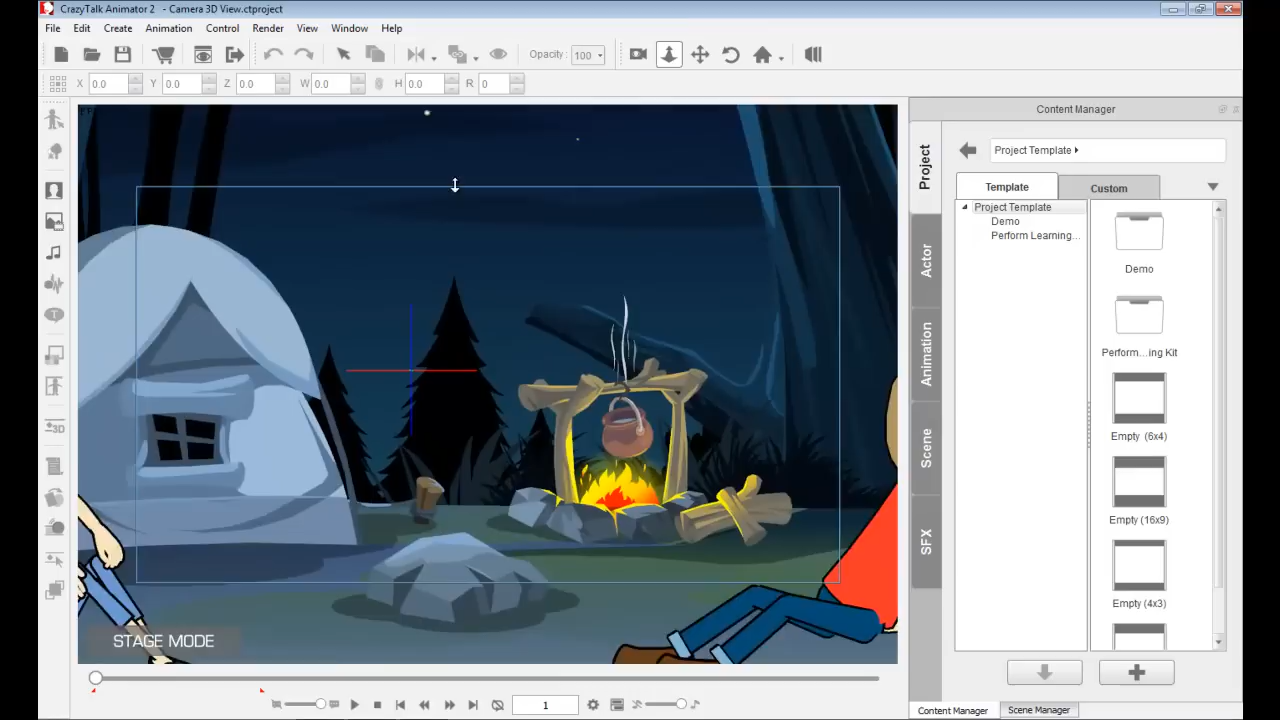 CrazyTalk Animator 2 - Camera 3D View.ctproject
File Edit Create Animation Control Render View Window Help
Opacity: 100
X 0.0 Y 0.0 Z 0.0 W 0.0 H 0.0 R 0
Content Manager
Project Template
Template Custom
Project Template
Demo
Perform Learning...
Demo
Perform...ing Kit
Empty (6x4)
Empty (16x9)
Empty (4x3)
Project
Actor
Animation
Scene
SFX
3D
STAGE MODE
1
Content Manager Scene Manager